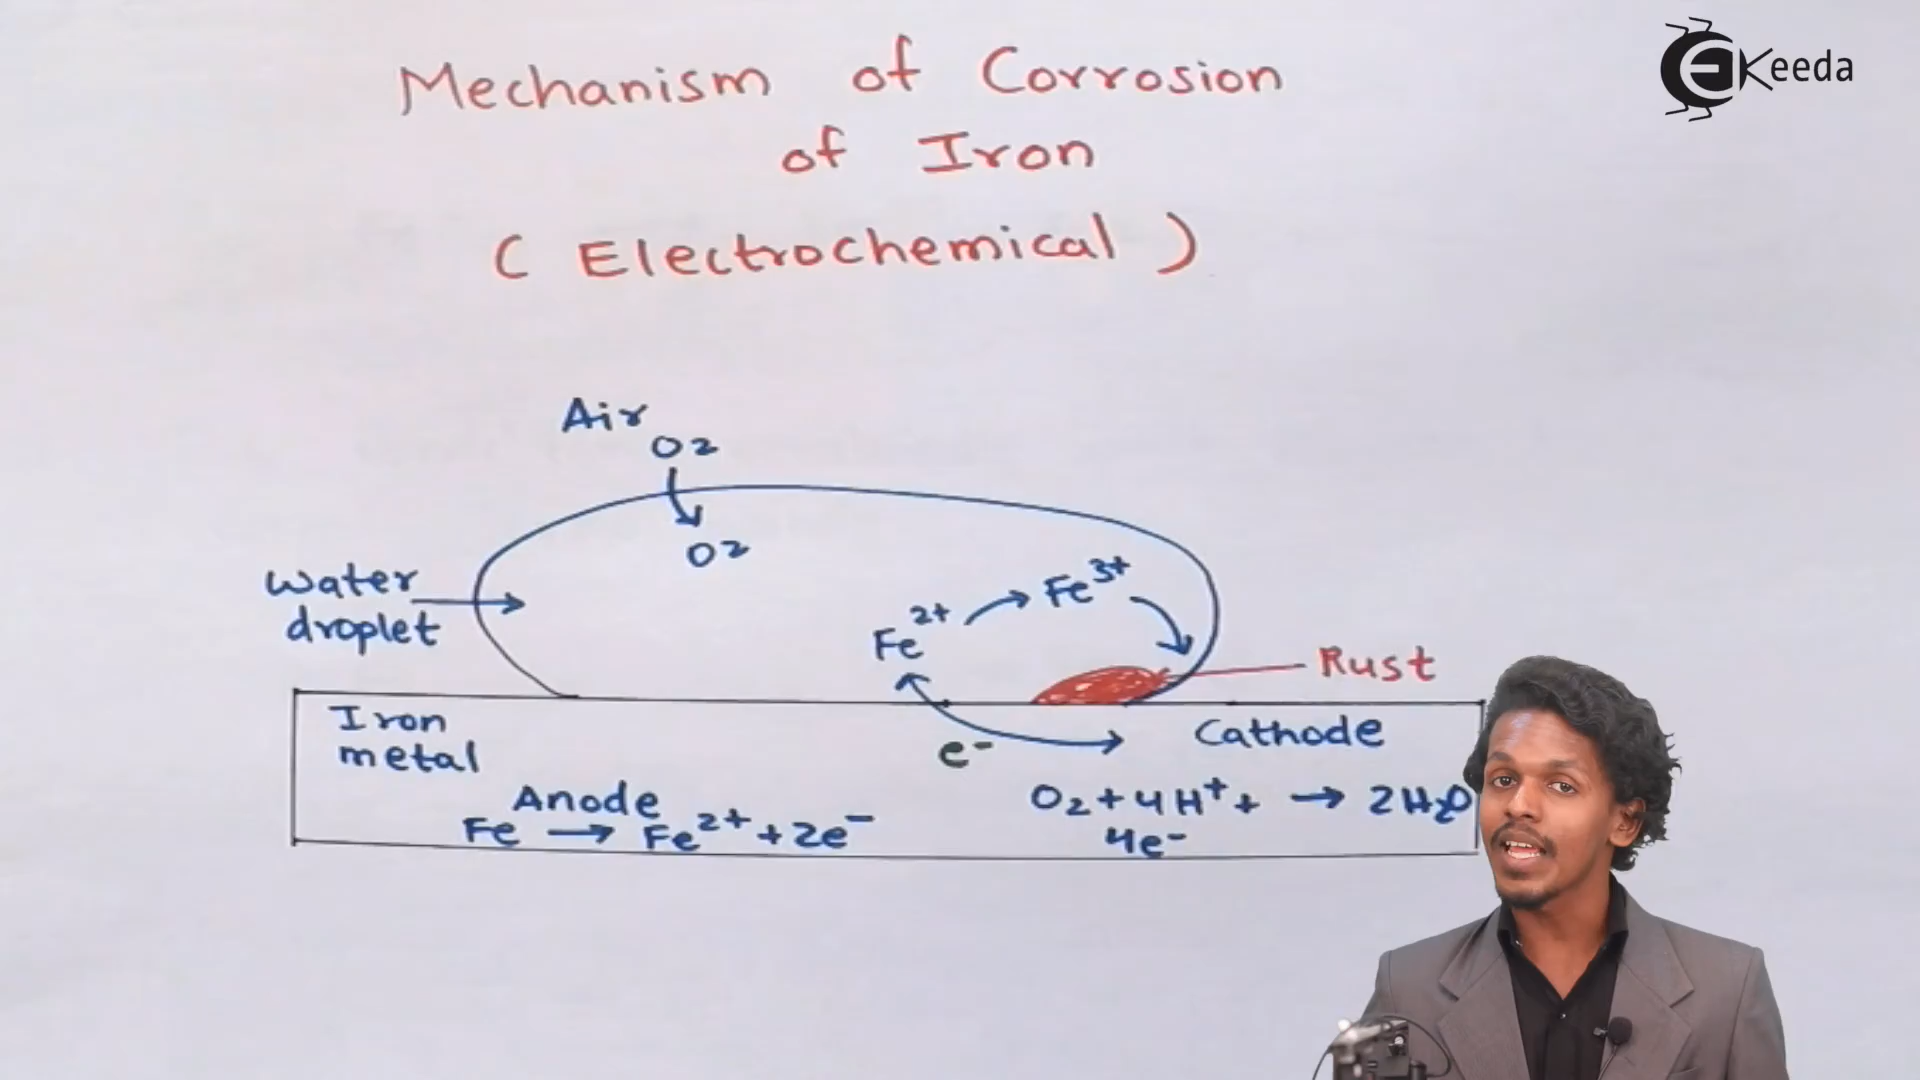 Keeda
Mechanism of Corrosion
of Iron
(Electrochemical)
Air
O2
O2
Water
droplet
Fe2+ → Fe3+
Rust
Iron
metal
e-
Cathode
Anode
Fe → Fe2+ + 2e-
O2 + 4H+ + → 2H2O
4e-